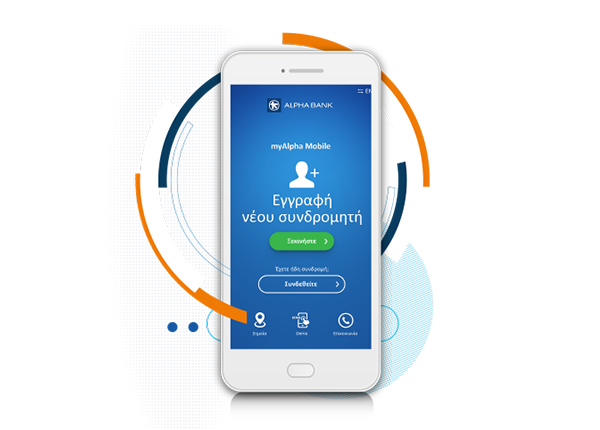 EN
ALPHA BANK
myAlpha Mobile
Εγγραφή
νέου συνδρομητή
Ξεκινήστε
Έχετε ήδη συνδρομή;
Συνδεθείτε
Σημεία
Demo
Επικοινωνία